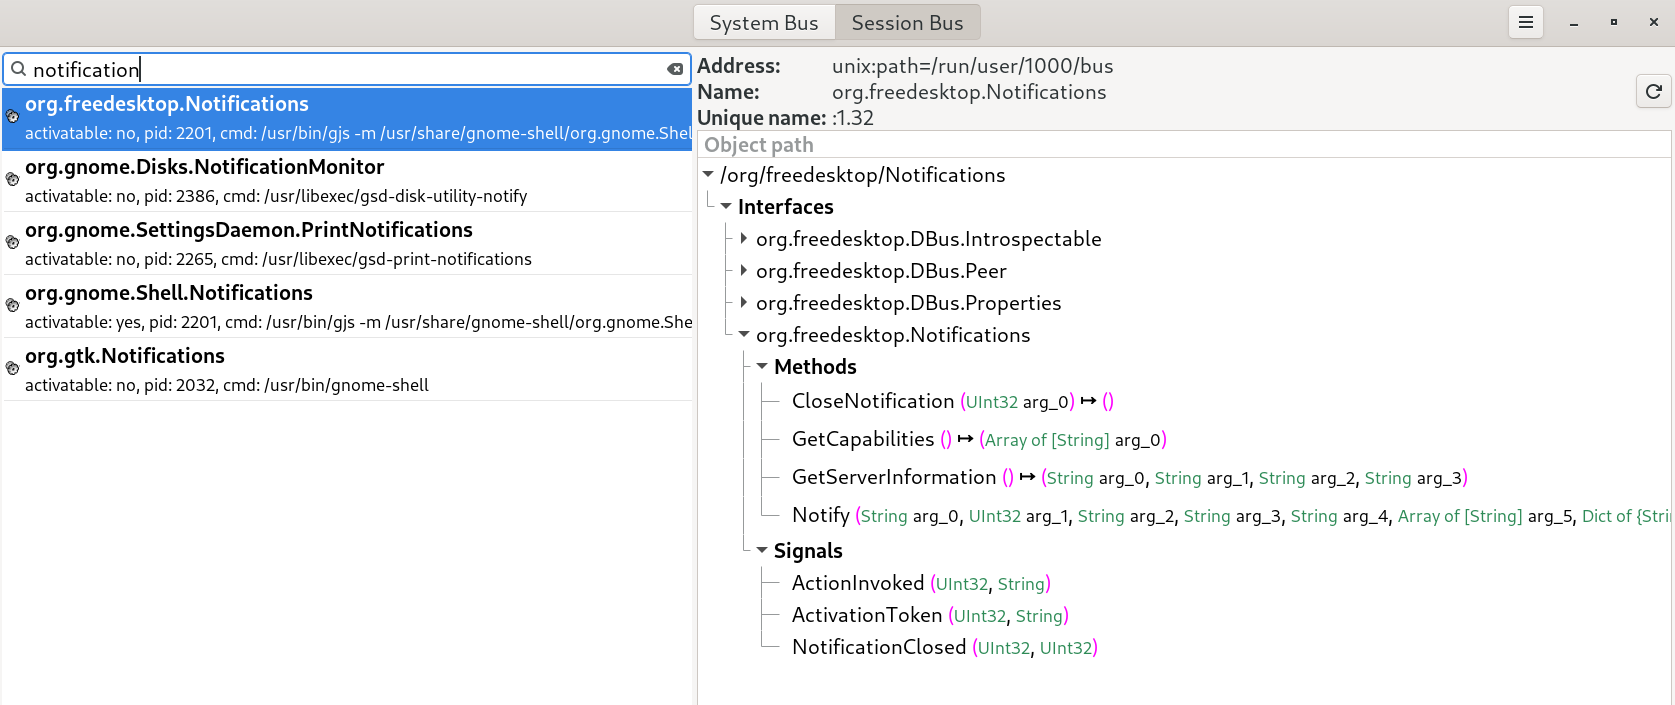 System Bus Session Bus
notification
org.freedesktop.Notifications
activatable: no, pid: 2201, cmd: /usr/bin/gjs -m /usr/share/gnome-shell/org.gnome.Shel
org.gnome.Disks.NotificationMonitor
activatable: no, pid: 2386, cmd: /usr/libexec/gsd-disk-utility-notify
org.gnome.SettingsDaemon.PrintNotifications
activatable: no, pid: 2265, cmd: /usr/libexec/gsd-print-notifications
org.gnome.Shell.Notifications
activatable: yes, pid: 2201, cmd: /usr/bin/gjs -m /usr/share/gnome-shell/org.gnome.She
org.gtk.Notifications
activatable: no, pid: 2032, cmd: /usr/bin/gnome-shell
Address: unix:path=/run/user/1000/bus
Name: org.freedesktop.Notifications
Unique name: :1.32
Object path
/org/freedesktop/Notifications
Interfaces
org.freedesktop.DBus.Introspectable
org.freedesktop.DBus.Peer
org.freedesktop.DBus.Properties
org.freedesktop.Notifications
Methods
CloseNotification (UInt32 arg_0) ↦ ()
GetCapabilities () ↦ (Array of [String] arg_0)
GetServerInformation () ↦ (String arg_0, String arg_1, String arg_2, String arg_3)
Notify (String arg_0, UInt32 arg_1, String arg_2, String arg_3, String arg_4, Array of [String] arg_5, Dict of {Stri
Signals
ActionInvoked (UInt32, String)
ActivationToken (UInt32, String)
NotificationClosed (UInt32, UInt32)